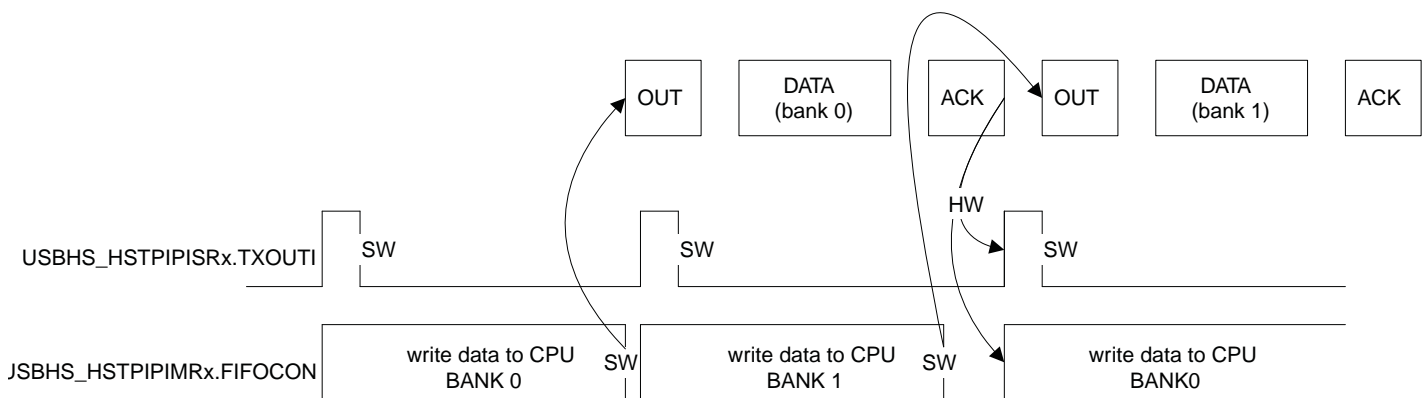 OUT
DATA
(bank 0)
ACK
OUT
DATA
(bank 1)
ACK
HW
USBHS_HSTPIPISRx.TXOUTI
SW
SW
SW
JSBHS_HSTPIPIMRx.FIFOCON
write data to CPU
BANK 0
SW
write data to CPU
BANK 1
SW
write data to CPU
BANK0